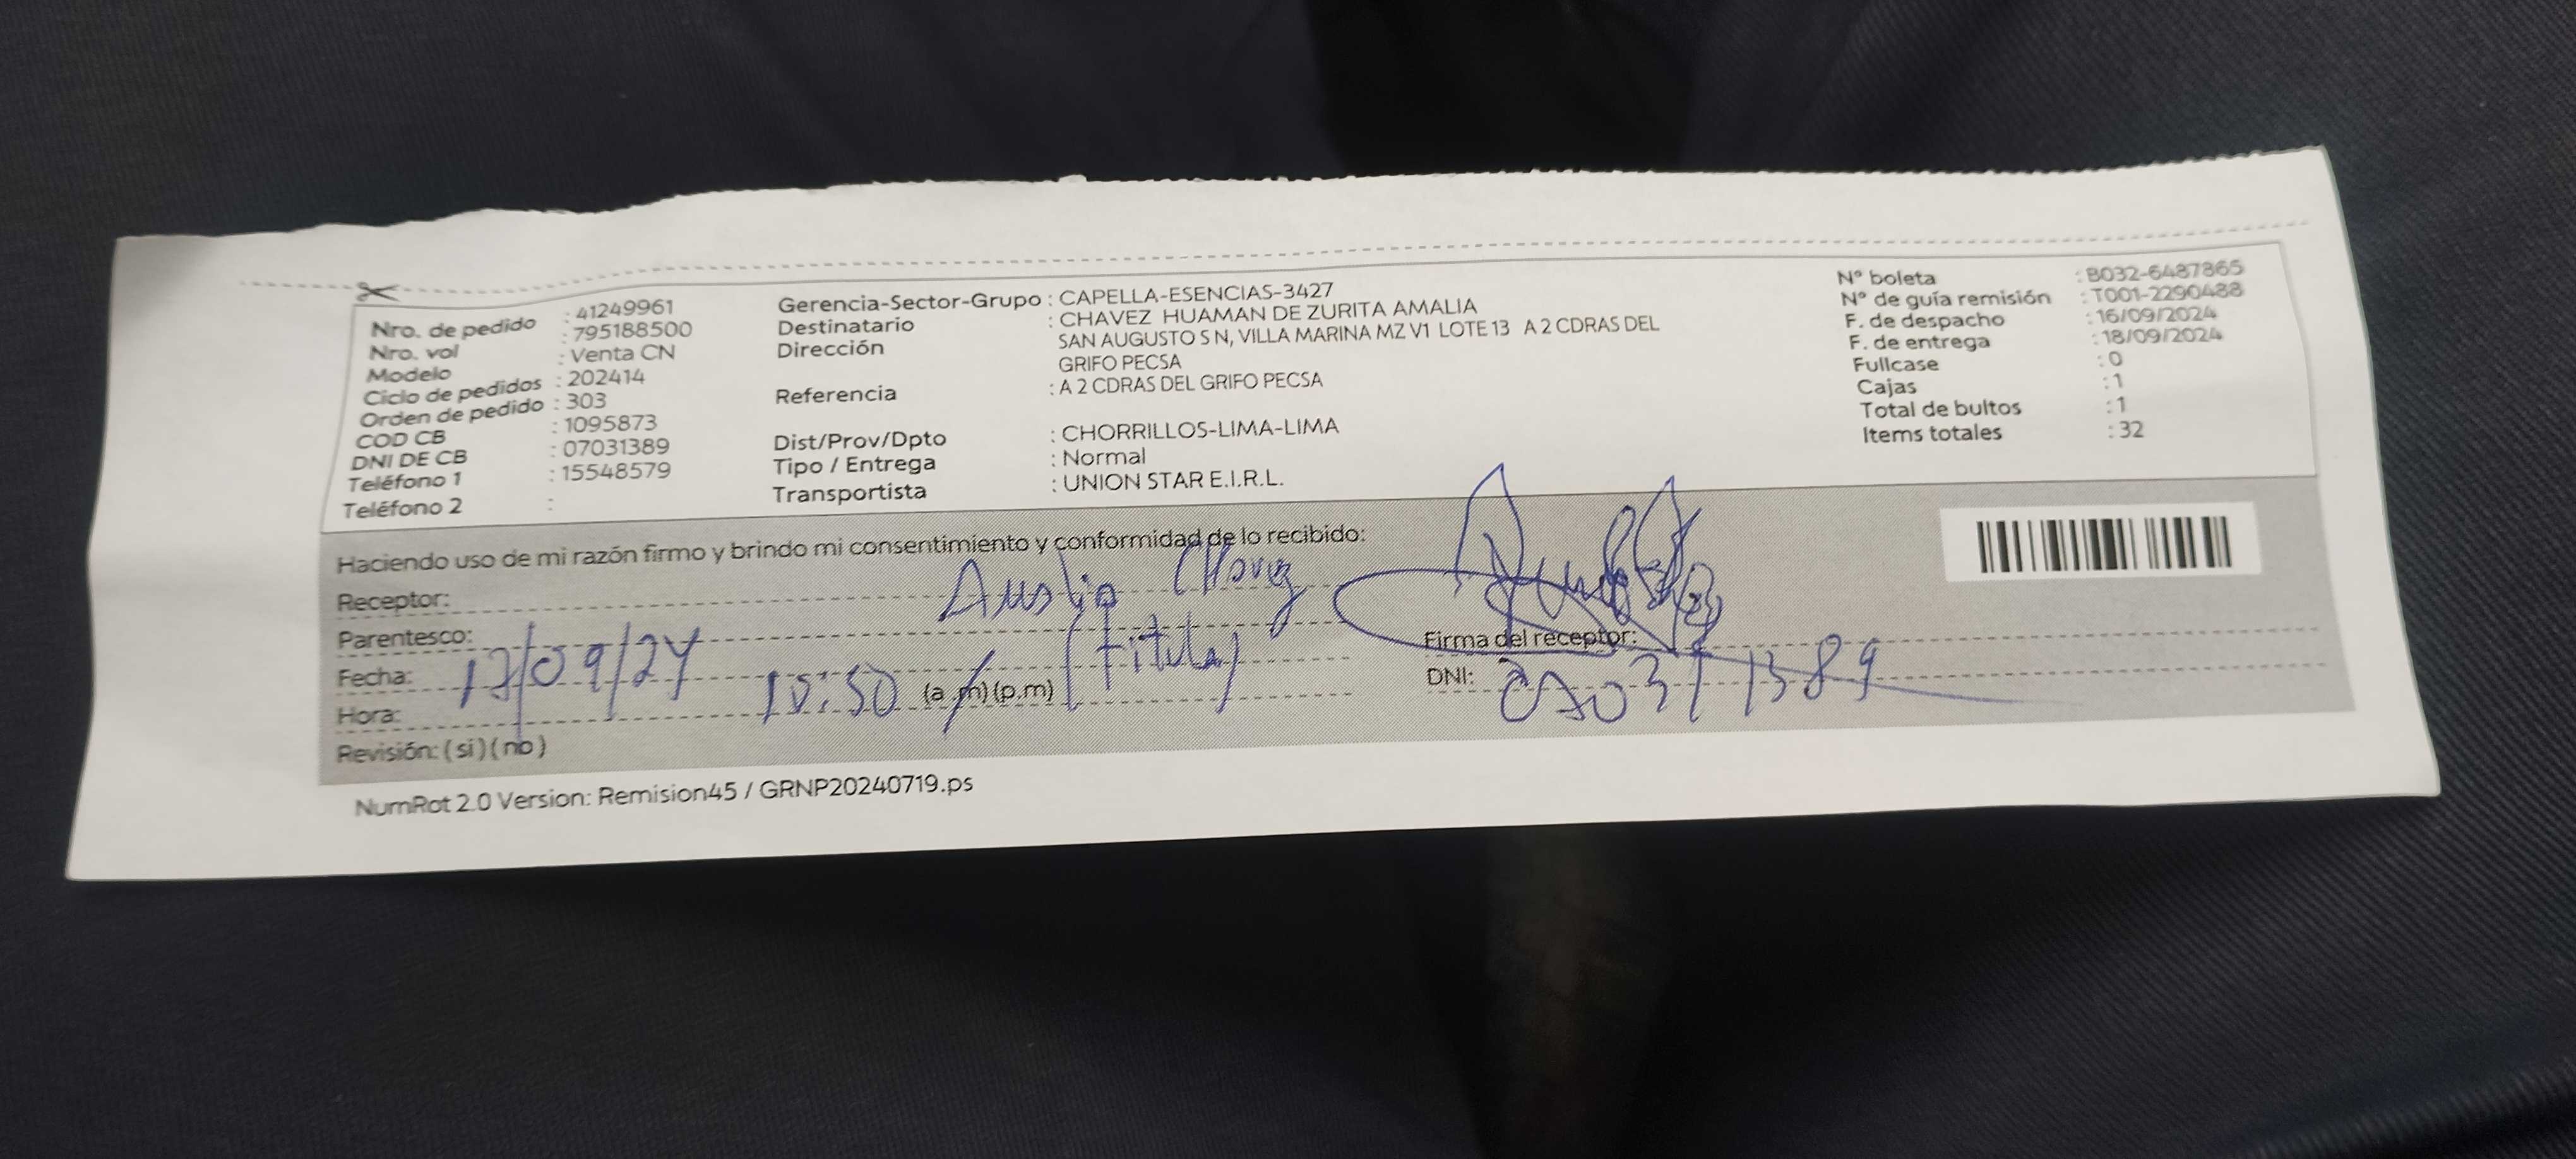 Nro. de pedido : 41249961
Nro. vol : 795188500
Modelo : Venta CN
Ciclo de pedidos : 202414
Orden de pedido : 303
COD CB : 1095873
DNI DE CB : 07031389
Teléfono 1 : 15548579
Teléfono 2 :
Gerencia-Sector-Grupo : CAPELLA-ESENCIAS-3427
Destinatario : CHAVEZ HUAMAN DE ZURITA AMALIA
Dirección SAN AUGUSTO S N, VILLA MARINA MZ V1 LOTE 13 A 2 CDRAS DEL
GRIFO PECSA
Referencia : A 2 CDRAS DEL GRIFO PECSA
Dist/Prov/Dpto : CHORRILLOS-LIMA-LIMA
Tipo / Entrega : Normal
Transportista : UNION STAR E.I.R.L.
N° boleta : B032-6487865
N° de guía remisión : T001-2290488
F. de despacho : 16/09/2024
F. de entrega : 18/09/2024
Fullcase : 0
Cajas : 1
Total de bultos : 1
Items totales : 32
Haciendo uso de mi razón firmo y brindo mi consentimiento y conformidad de lo recibido:
Receptor:
Parentesco:
Fecha:
Hora: 10:50 (a.m)(p.m)
Revisión: (si)(no)
Firma del receptor:
DNI: 07031389
NumRot 2.0 Version: Remision45 / GRNP20240719.ps